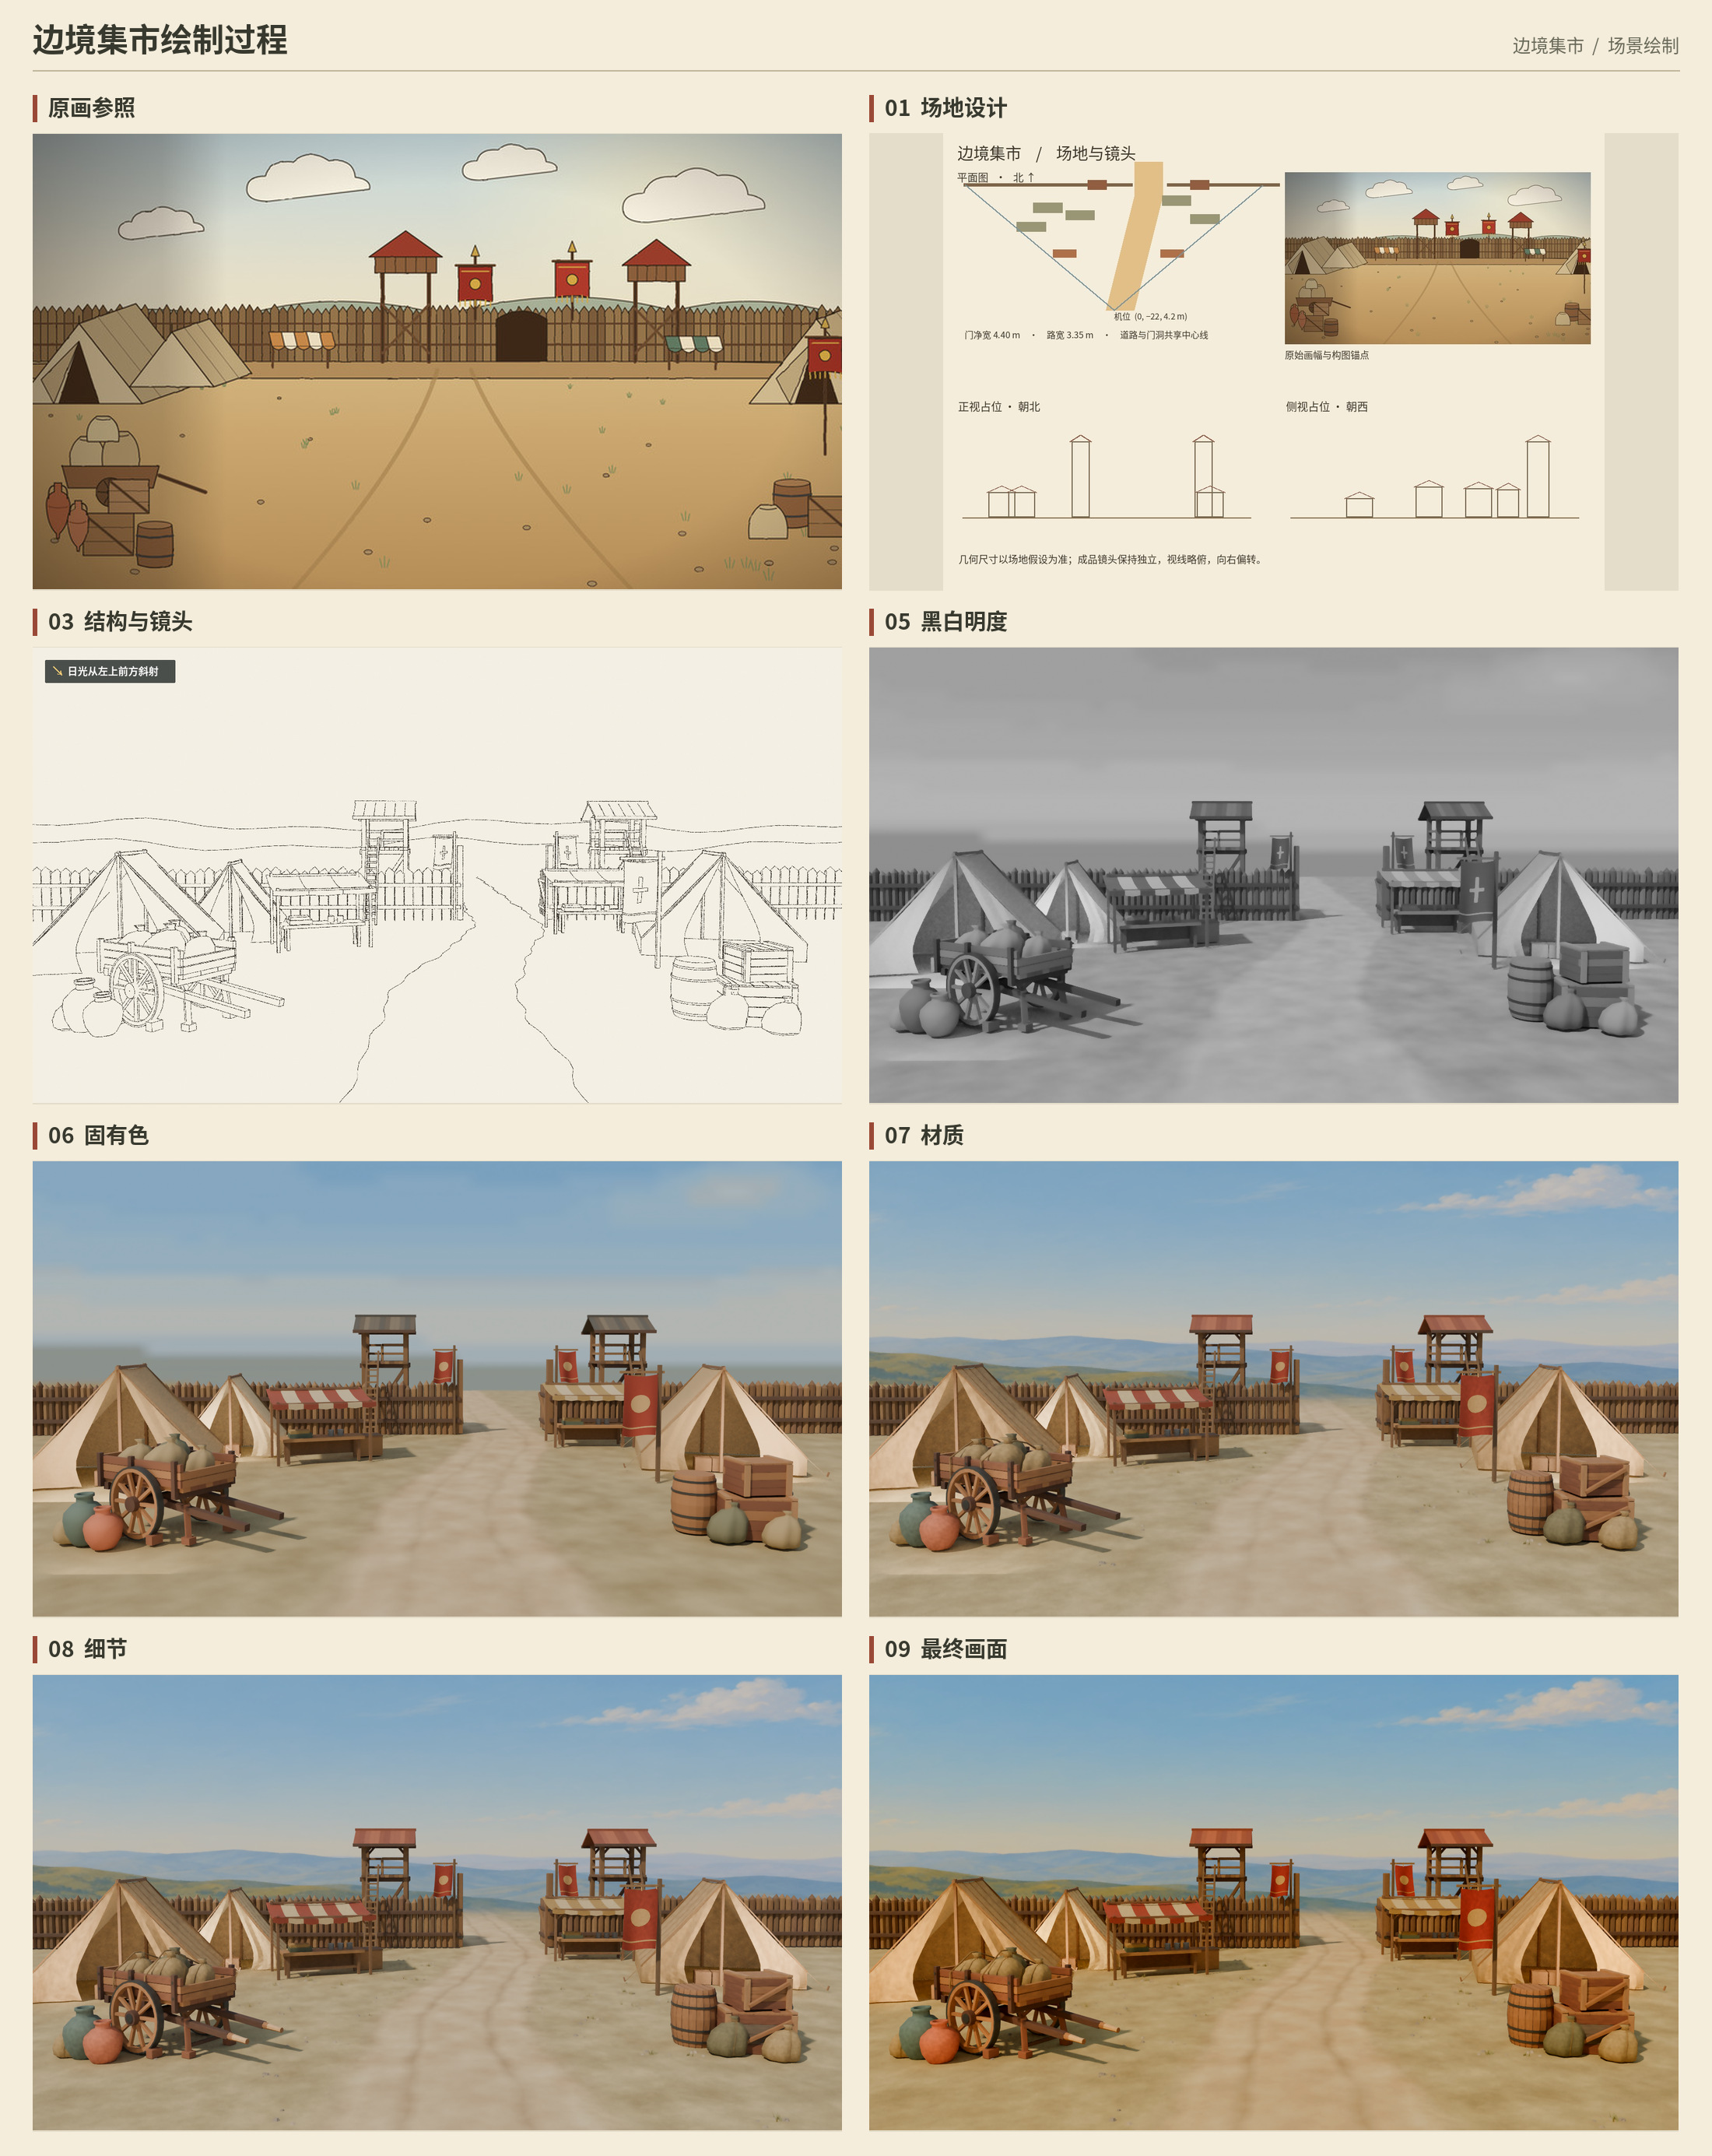 边境集市绘制过程
边境集市 / 场景绘制
原画参照
01 场地设计
边境集市 / 场地与镜头
平面图 · 北 ↑
机位 (0, −22, 4.2 m)
门净宽 4.40 m · 路宽 3.35 m · 道路与门洞共享中心线
原始画幅与构图锚点
正视占位 · 朝北
侧视占位 · 朝西
几何尺寸以场地假设为准；成品镜头保持独立，视线略俯，向右偏转。
03 结构与镜头
↘ 日光从左上前方斜射
05 黑白明度
06 固有色
07 材质
08 细节
09 最终画面